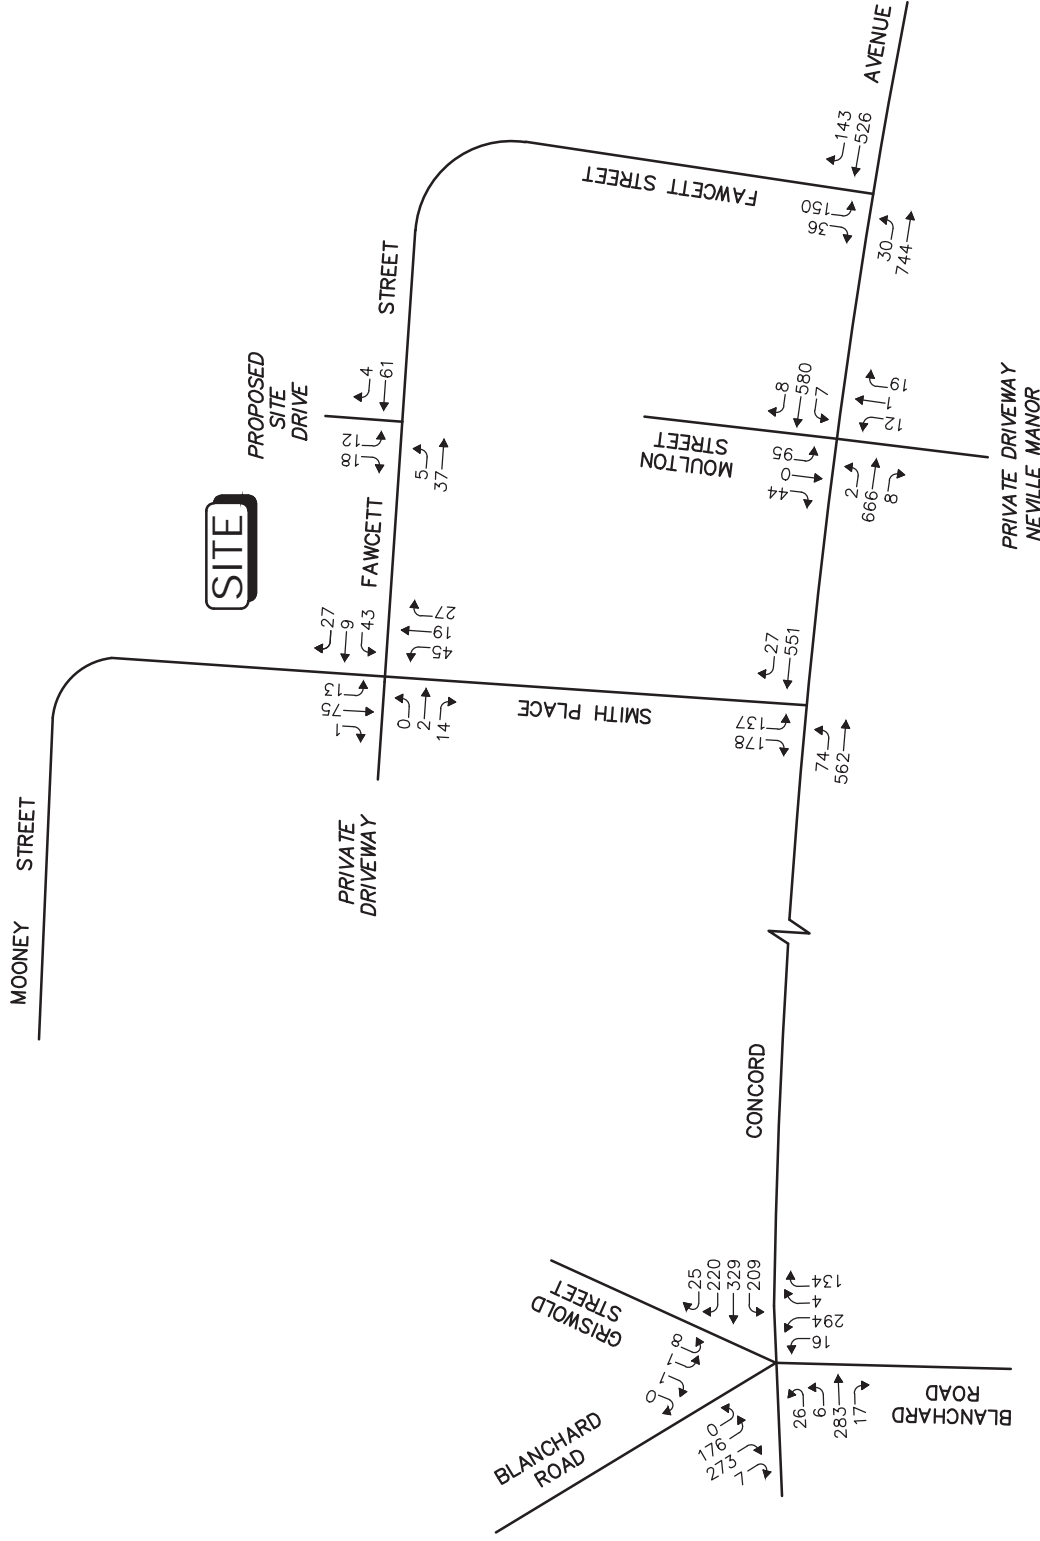 AVENUE
143
526
FAWCETT STREET
150
36
30
744
STREET
PROPOSED
SITE
DRIVE
4
61
12
18
5
37
SITE
FAWCETT
8
580
7
MOULTON
STREET
95
0
44
2
666
8
19
1
12
PRIVATE DRIVEWAY
NEVILLE MANOR
27
9
43
13
75
1
0
2
14
27
19
45
SMITH PLACE
27
551
137
178
74
562
MOONEY STREET
PRIVATE
DRIVEWAY
CONCORD
GRISWOLD
STREET
25
220
329
209
8
1
1
0
134
4
294
16
BLANCHARD
ROAD
0
176
273
7
26
6
283
17
BLANCHARD
ROAD